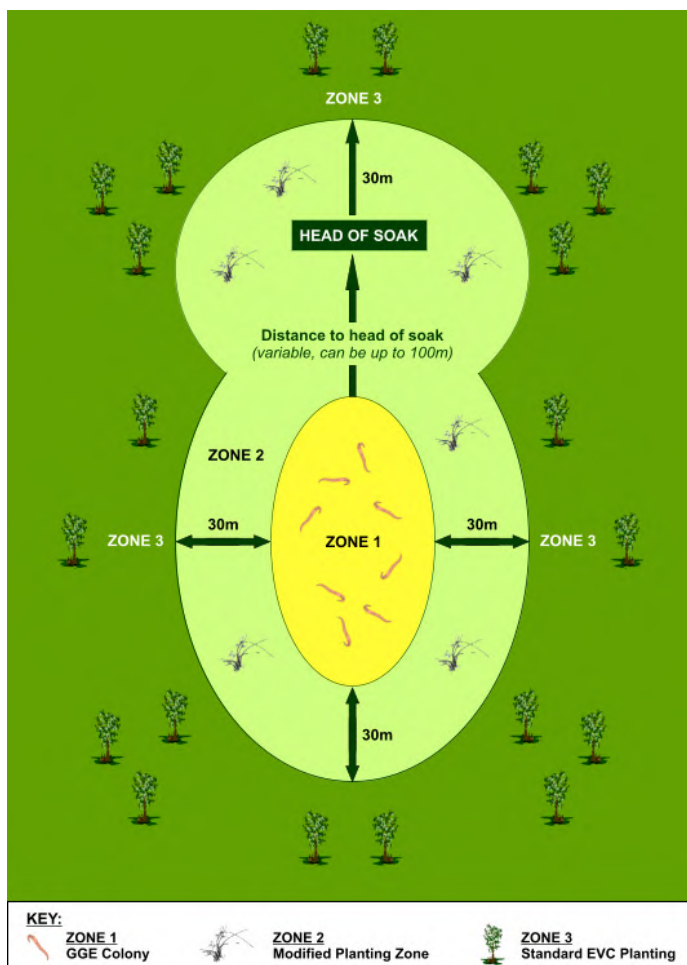 ZONE 3
30m
HEAD OF SOAK
Distance to head of soak
(variable, can be up to 100m)
ZONE 2
30m
30m
ZONE 3
ZONE 1
ZONE 3
30m
KEY:
ZONE 1
GGE Colony
ZONE 2
Modified Planting Zone
ZONE 3
Standard EVC Planting